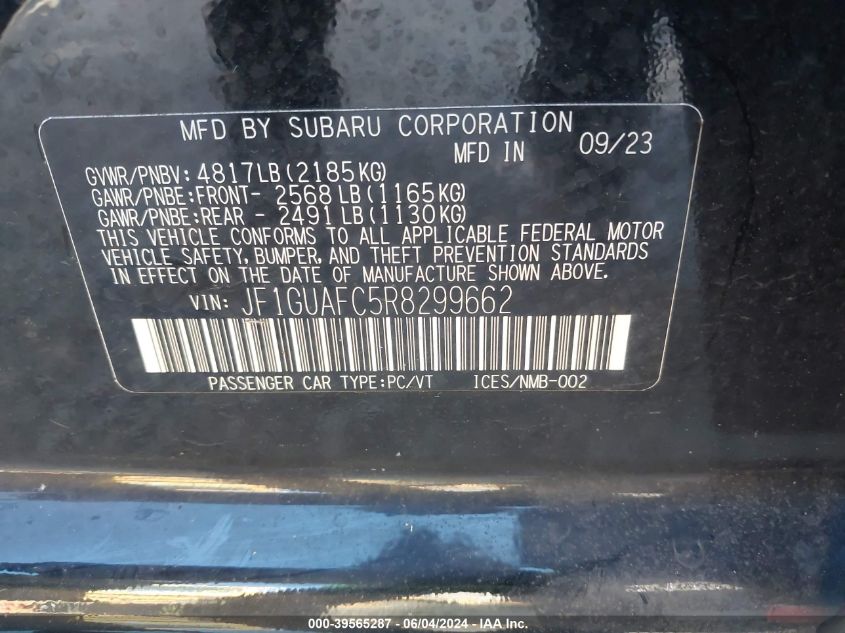 MFD BY SUBARU CORPORATION
MFD IN 09/23
GVWR/PNBV: 4817LB(2185KG)
GAWR/PNBE:FRONT- 2568LB(1165KG)
GAWR/PNBE:REAR - 2491LB(1130KG)
THIS VEHICLE CONFORMS TO ALL APPLICABLE FEDERAL MOTOR
VEHICLE SAFETY, BUMPER, AND THEFT PREVENTION STANDARDS
IN EFFECT ON THE DATE OF MANUFACTURE SHOWN ABOVE.
VIN: JF1GUAFC5R8299662
PASSENGER CAR TYPE:PC/VT ICES/NMB-002
000-39565287 - 06/04/2024 - IAA Inc.